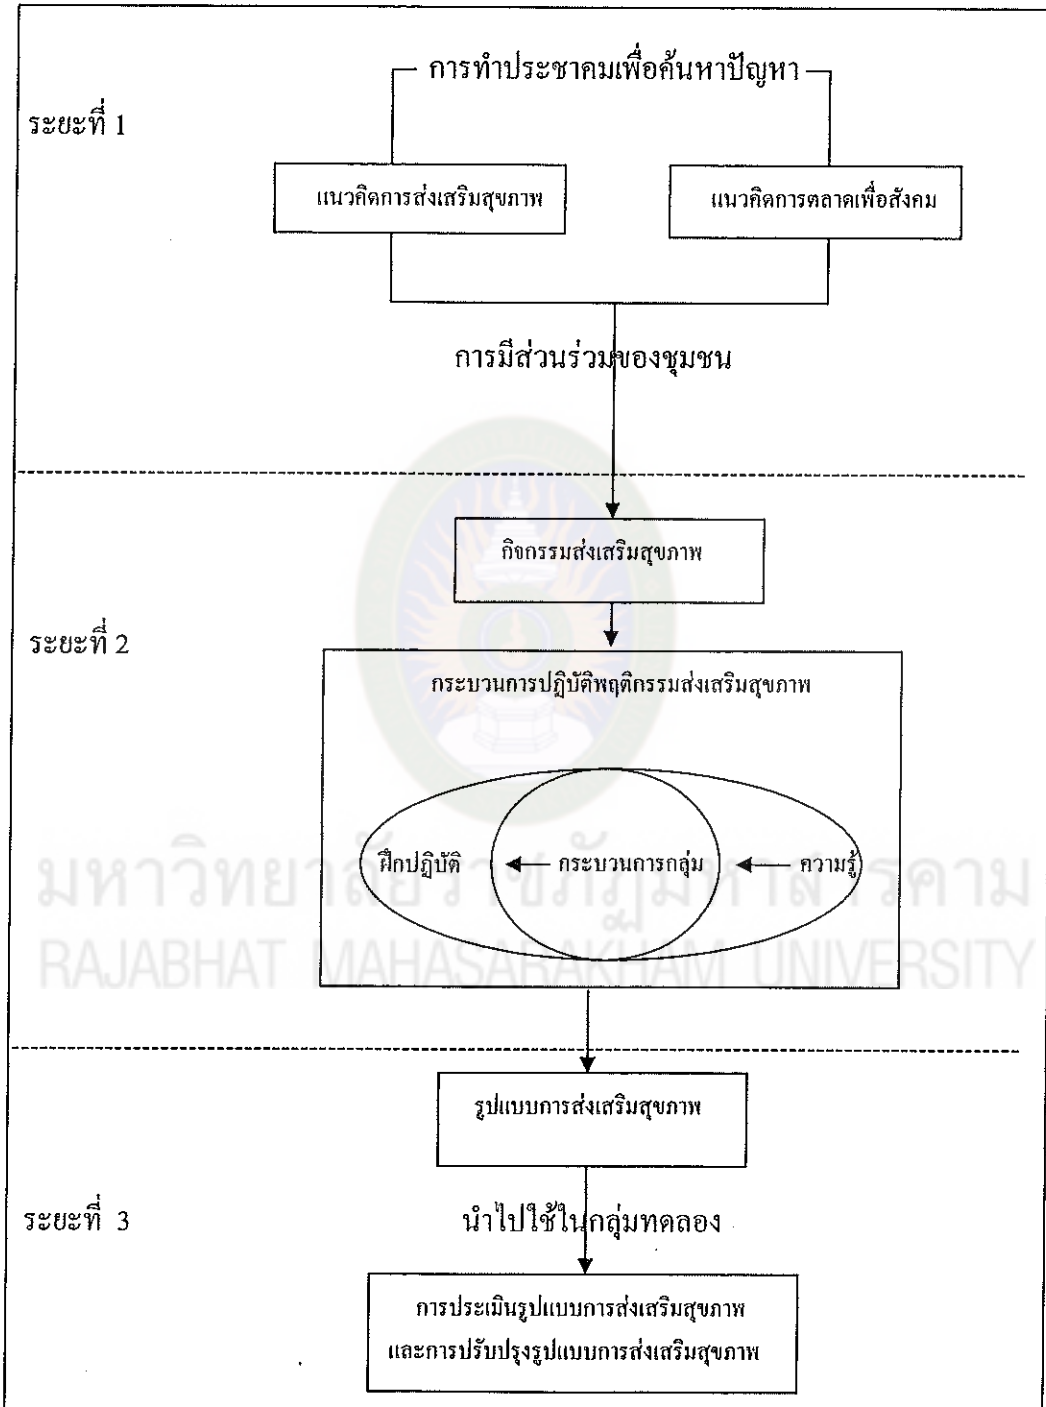 การทำประชาคมเพื่อค้นหาปัญหา
ระยะที่ 1
แนวคิดการส่งเสริมสุขภาพ
แนวคิดการตลาดเพื่อสังคม
การมีส่วนร่วมของชุมชน
กิจกรรมส่งเสริมสุขภาพ
ระยะที่ 2
กระบวนการปฏิบัติพฤติกรรมส่งเสริมสุขภาพ
ฝึกปฏิบัติ กระบวนการกลุ่ม ความรู้
มหาวิทยาลัยราชภัฏมหาสารคาม
RAJABHAT MAHASARAKHAM UNIVERSITY
รูปแบบการส่งเสริมสุขภาพ
ระยะที่ 3
นำไปใช้ในกลุ่มทดลอง
การประเมินรูปแบบการส่งเสริมสุขภาพ
และการปรับปรุงรูปแบบการส่งเสริมสุขภาพ